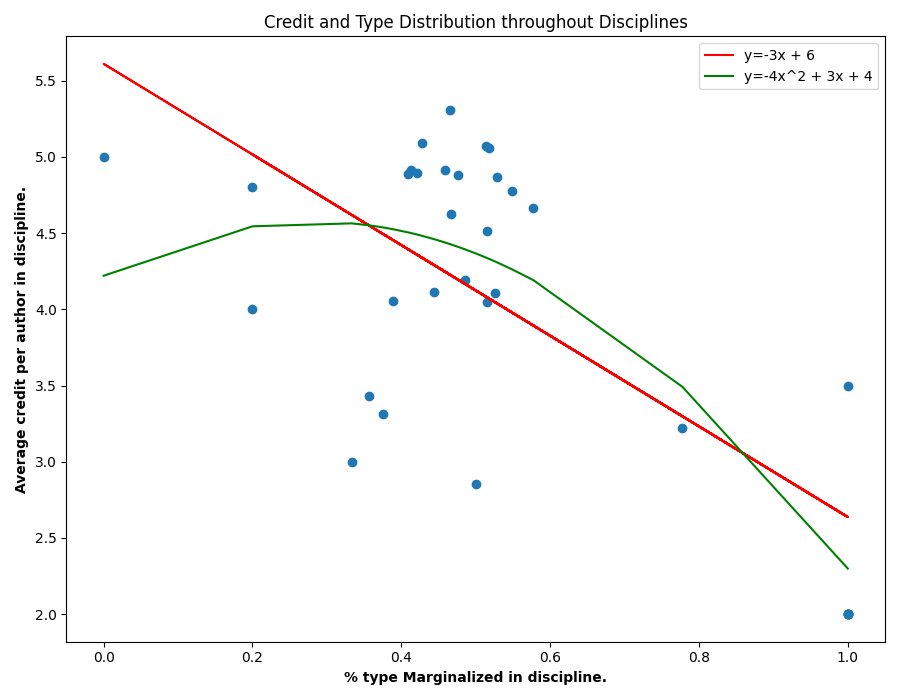 Credit and Type Distribution throughout Disciplines
y=-3x + 6
y=-4x^2 + 3x + 4
Average credit per author in discipline.
5.5
5.0
4.5
4.0
3.5
3.0
2.5
2.0
0.0 0.2 0.4 0.6 0.8 1.0
% type Marginalized in discipline.